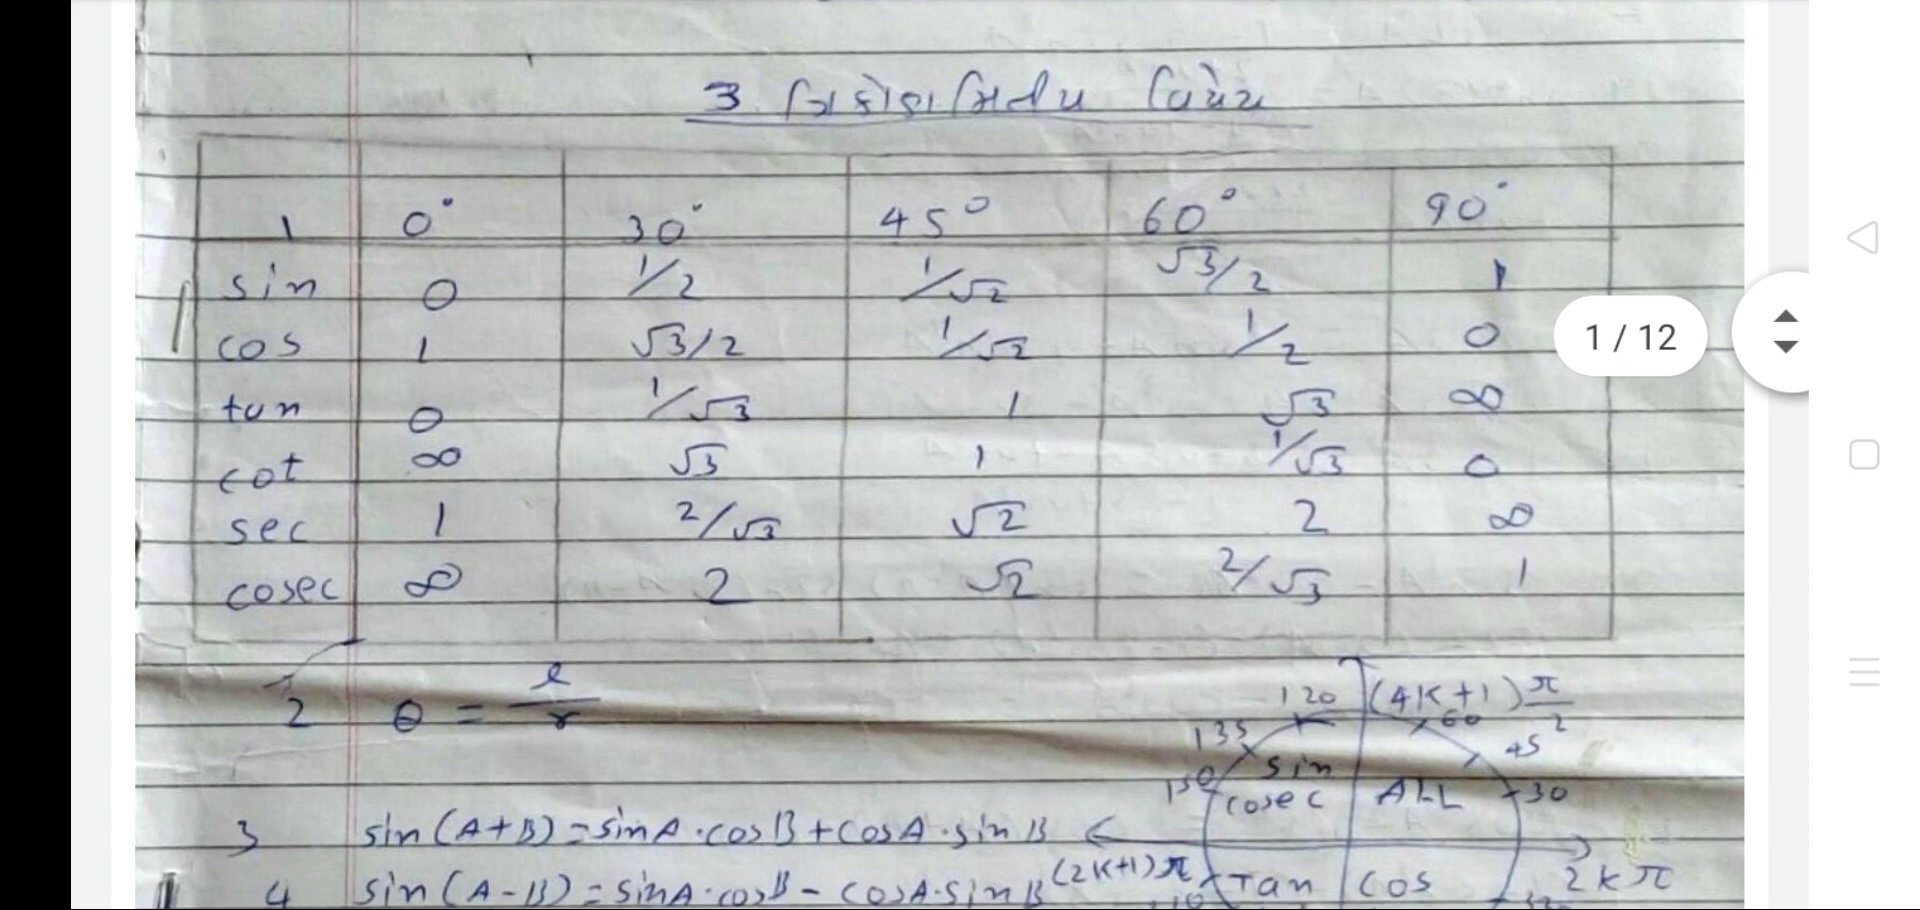 3 ત્રિકોણમિતીય વિધેય
1 0° 30° 45° 60° 90°
sin 0 1/2 1/√2 √3/2 1
cos 1 √3/2 1/√2 1/2 0
1 / 12
tan 0 1/√3 1 √3 ∞
cot ∞ √3 1 1/√3 0
sec 1 2/√3 √2 2 ∞
cosec ∞ 2 √2 2/√3 1
2 θ = l/r
120 (4K+1)π/2
135 60 45
150 sin cosec ALL 30
3 sin(A+B)=sinA·cosB+cosA·sinB
4 sin(A-B)=sinA·cosB-cosA·sinB
(2K+1)π Tan cos 2Kπ